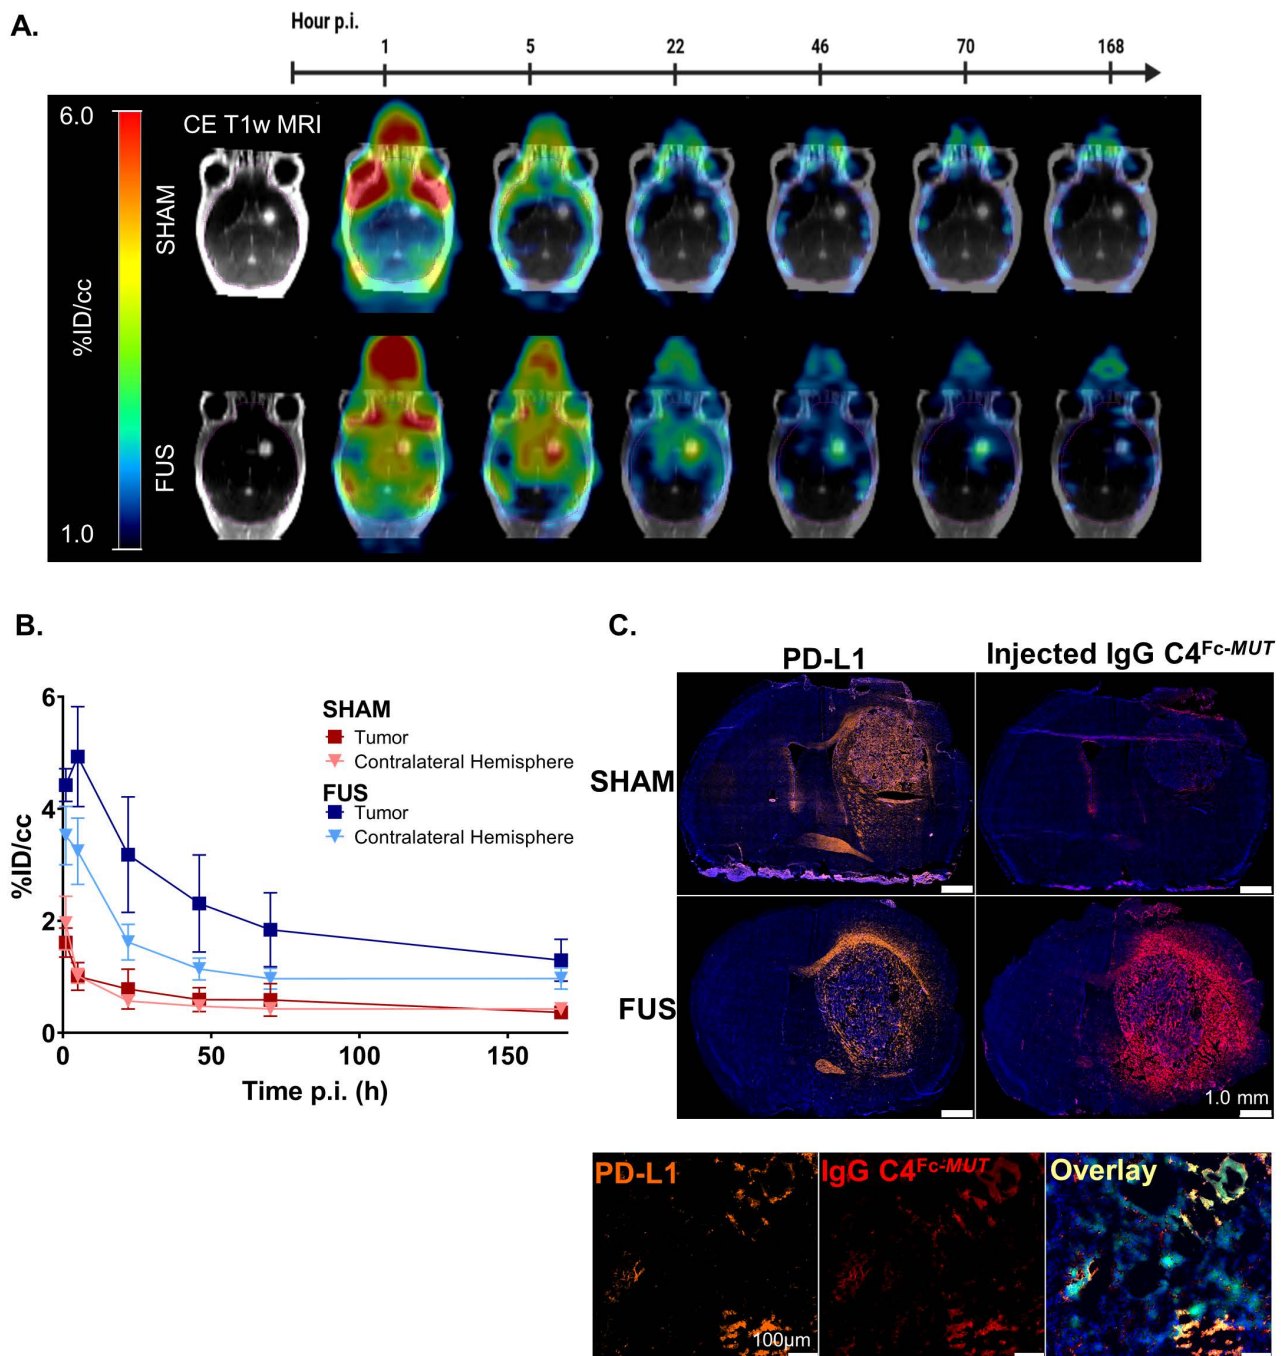 A.
Hour p.i.
1 5 22 46 70 168
6.0
CE T1w MRI
SHAM
%ID/cc
FUS
1.0
B.
6
4
2
0
%ID/cc
SHAM
Tumor
Contralateral Hemisphere
FUS
Tumor
Contralateral Hemisphere
0 50 100 150
Time p.i. (h)
C.
PD-L1 Injected IgG C4Fc-MUT
SHAM
FUS
1.0 mm
PD-L1 IgG C4Fc-MUT Overlay
100µm